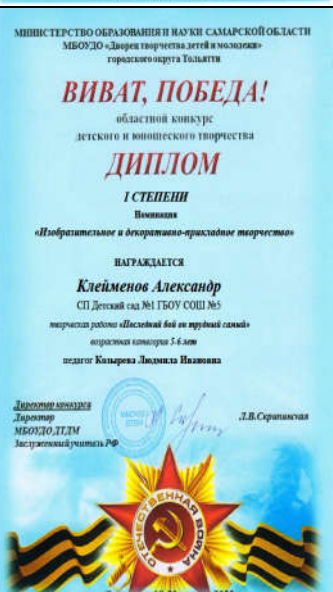 МИНИСТЕРСТВО ОБРАЗОВАНИЯ И НАУКИ САМАРСКОЙ ОБЛАСТИ
МБОУДО «Дворец творчества детей и молодежи»
городского округа Тольятти
ВИВАТ, ПОБЕДА!
областной конкурс
детского и юношеского творчества
ДИПЛОМ
I СТЕПЕНИ
Номинация
«Изобразительное и декоративно-прикладное творчество»
НАГРАЖДАЕТСЯ
Клейменов Александр
СП Детский сад №1 ГБОУ СОШ №5
творческая работа «Последний бой он трудный самый»
возрастная категория 5-6 лет
педагог Козырева Людмила Ивановна
Директор конкурса
Директор
МБОУДО ДТДМ
Заслуженный учитель РФ
Л.В.Скрипинская
ОТЕЧЕСТВЕННАЯ ВОЙНА